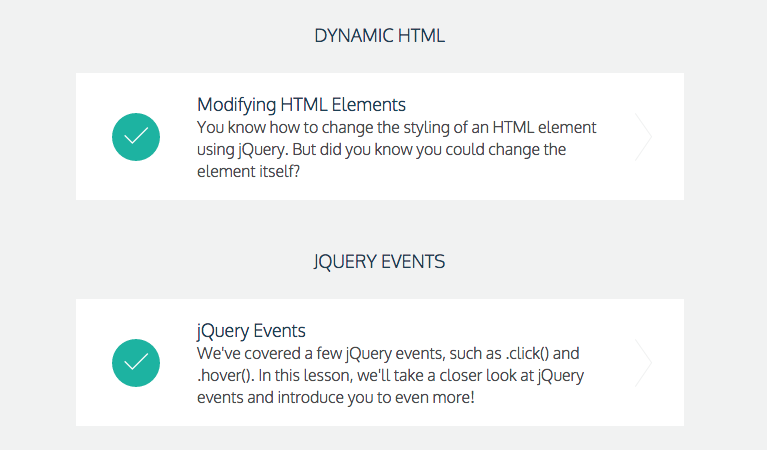 DYNAMIC HTML
Modifying HTML Elements
You know how to change the styling of an HTML element
using jQuery. But did you know you could change the
element itself?
JQUERY EVENTS
jQuery Events
We've covered a few jQuery events, such as .click() and
.hover(). In this lesson, we'll take a closer look at jQuery
events and introduce you to even more!